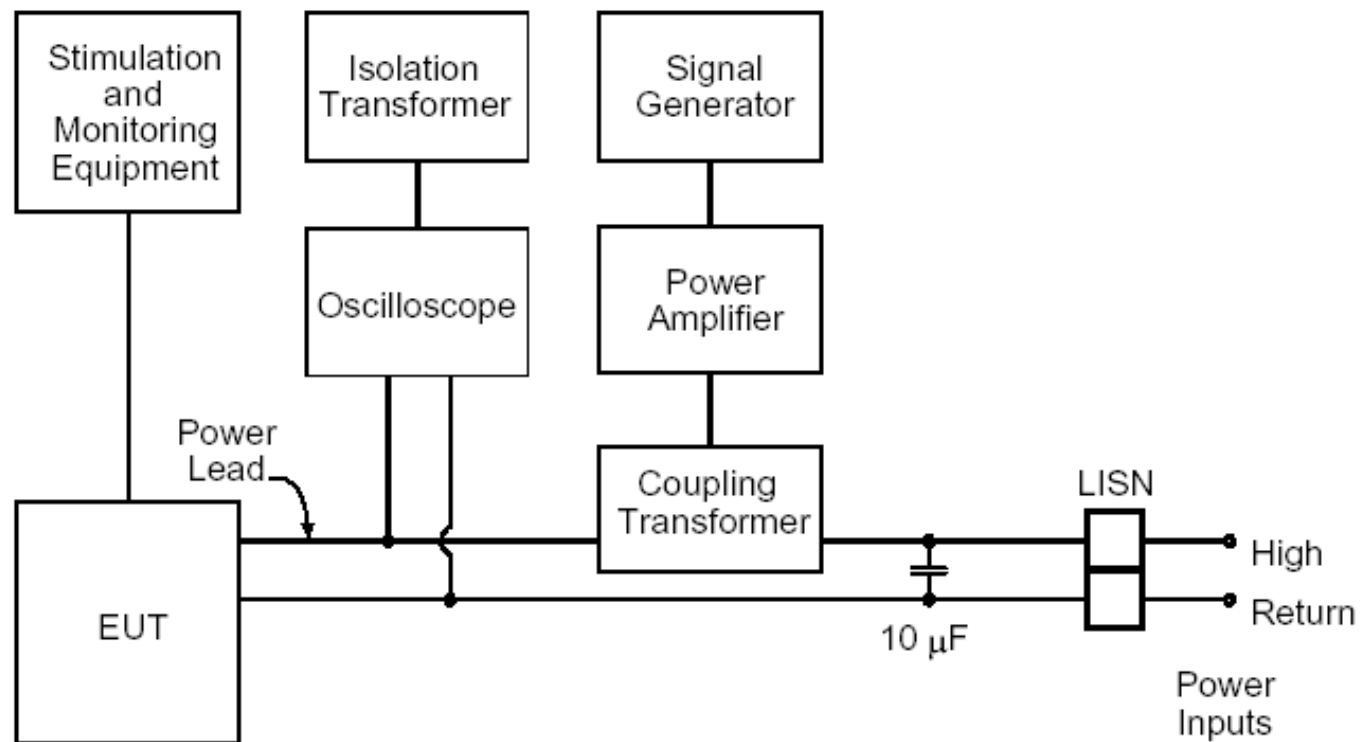 Stimulation
and
Monitoring
Equipment
Isolation
Transformer
Signal
Generator
Oscilloscope
Power
Amplifier
Power
Lead
Coupling
Transformer
LISN
High
EUT
Return
10 μF
Power
Inputs